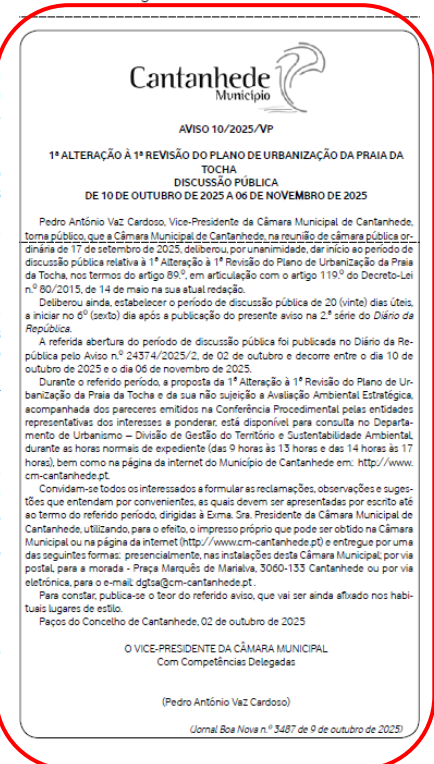 Cantanhede
Município
AVISO 10/2025/VP
1ª ALTERAÇÃO À 1ª REVISÃO DO PLANO DE URBANIZAÇÃO DA PRAIA DA
TOCHA
DISCUSSÃO PÚBLICA
DE 10 DE OUTUBRO DE 2025 A 06 DE NOVEMBRO DE 2025
Pedro António Vaz Cardoso, Vice-Presidente da Câmara Municipal de Cantanhede,
torna público, que a Câmara Municipal de Cantanhede, na reunião de câmara pública or-
dinária de 17 de setembro de 2025, deliberou, por unanimidade, dar início ao período de
discussão pública relativa à 1ª Alteração à 1ª Revisão do Plano de Urbanização da Praia
da Tocha, nos termos do artigo 89.º, em articulação com o artigo 119.º do Decreto-Lei
n.º 80/2015, de 14 de maio na sua atual redação.
Deliberou ainda, estabelecer o período de discussão pública de 20 (vinte) dias úteis,
a iniciar no 6º (sexto) dia após a publicação do presente aviso na 2.ª série do Diário da
República.
A referida abertura do período de discussão pública foi publicada no Diário da Re-
pública pelo Aviso n.º 24374/2025/2, de 02 de outubro e decorre entre o dia 10 de
outubro de 2025 e o dia 06 de novembro de 2025.
Durante o referido período, a proposta da 1ª Alteração à 1ª Revisão do Plano de Ur-
banização da Praia da Tocha e da sua não sujeição a Avaliação Ambiental Estratégica,
acompanhada dos pareceres emitidos na Conferência Procedimental pelas entidades
representativas dos interesses a ponderar, está disponível para consulta no Departa-
mento de Urbanismo – Divisão de Gestão do Território e Sustentabilidade Ambiental,
durante as horas normais de expediente (das 9 horas às 13 horas e das 14 horas às 17
horas), bem como na página da internet do Município de Cantanhede em: http://www.
cm-cantanhede.pt.
Convidam-se todos os interessados a formular as reclamações, observações e suges-
tões que entendam por convenientes, as quais devem ser apresentadas por escrito até
ao termo do referido período, dirigidas à Exma. Sra. Presidente da Câmara Municipal de
Cantanhede, utilizando, para o efeito, o impresso próprio que pode ser obtido na Câmara
Municipal ou na página da internet (http://www.cm-cantanhede.pt) e entregue por uma
das seguintes formas: presencialmente, nas instalações desta Câmara Municipal; por via
postal, para a morada - Praça Marquês de Marialva, 3060-133 Cantanhede ou por via
eletrónica, para o e-mail: dgtsa@cm-cantanhede.pt .
Para constar, publica-se o teor do referido aviso, que vai ser ainda afixado nos habi-
tuais lugares de estilo.
Paços do Concelho de Cantanhede, 02 de outubro de 2025
O VICE-PRESIDENTE DA CÂMARA MUNICIPAL
Com Competências Delegadas
(Pedro António Vaz Cardoso)
(Jornal Boa Nova n.º 3487 de 9 de outubro de 2025)